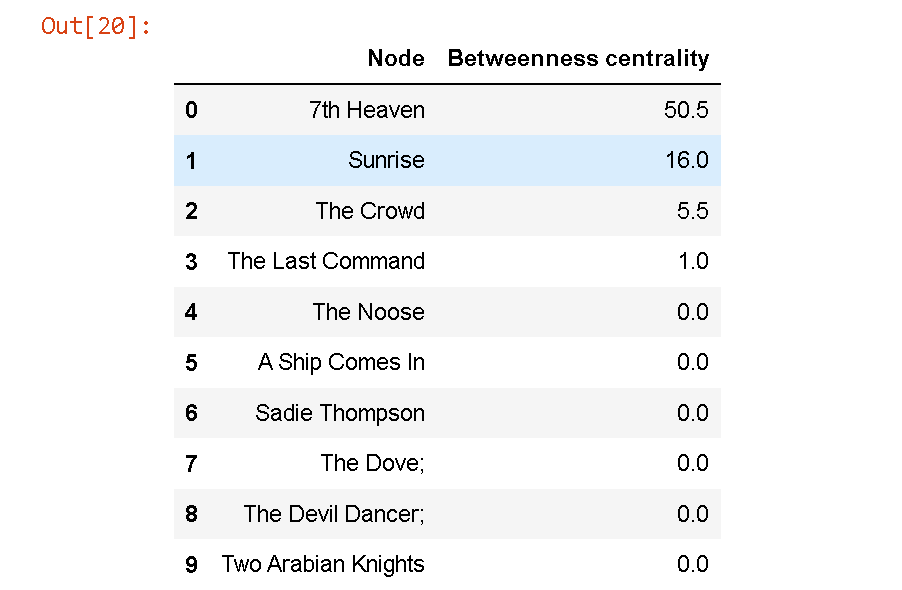 Out[20]:
Node Betweenness centrality
0 7th Heaven 50.5
1 Sunrise 16.0
2 The Crowd 5.5
3 The Last Command 1.0
4 The Noose 0.0
5 A Ship Comes In 0.0
6 Sadie Thompson 0.0
7 The Dove; 0.0
8 The Devil Dancer; 0.0
9 Two Arabian Knights 0.0